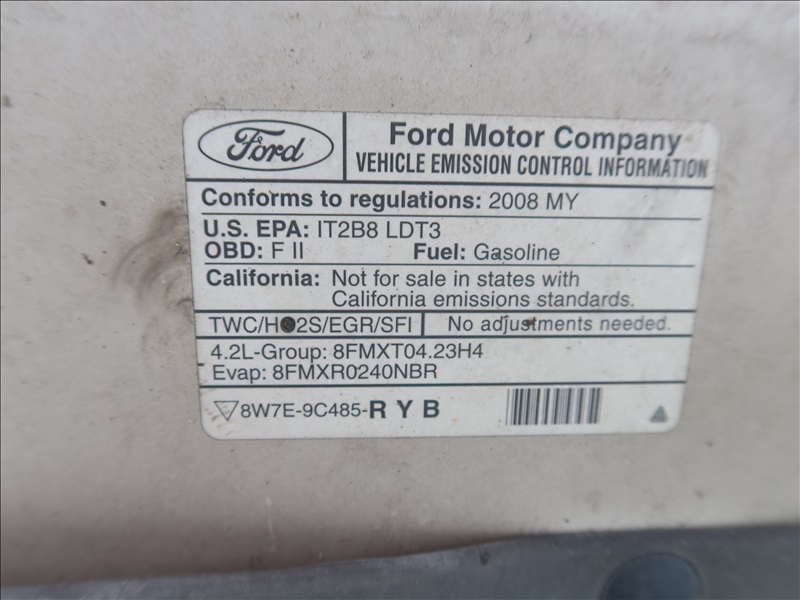 Ford
Ford Motor Company
VEHICLE EMISSION CONTROL INFORMATION
Conforms to regulations: 2008 MY
U.S. EPA: IT2B8 LDT3
OBD: F II Fuel: Gasoline
California: Not for sale in states with
California emissions standards.
TWC/HO2S/EGR/SFI No adjustments needed.
4.2L-Group: 8FMXT04.23H4
Evap: 8FMXR0240NBR
8W7E-9C485-R Y B